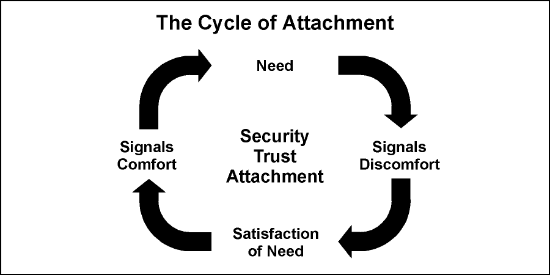 The Cycle of Attachment
Need
Signals
Discomfort
Satisfaction
of Need
Signals
Comfort
Security
Trust
Attachment